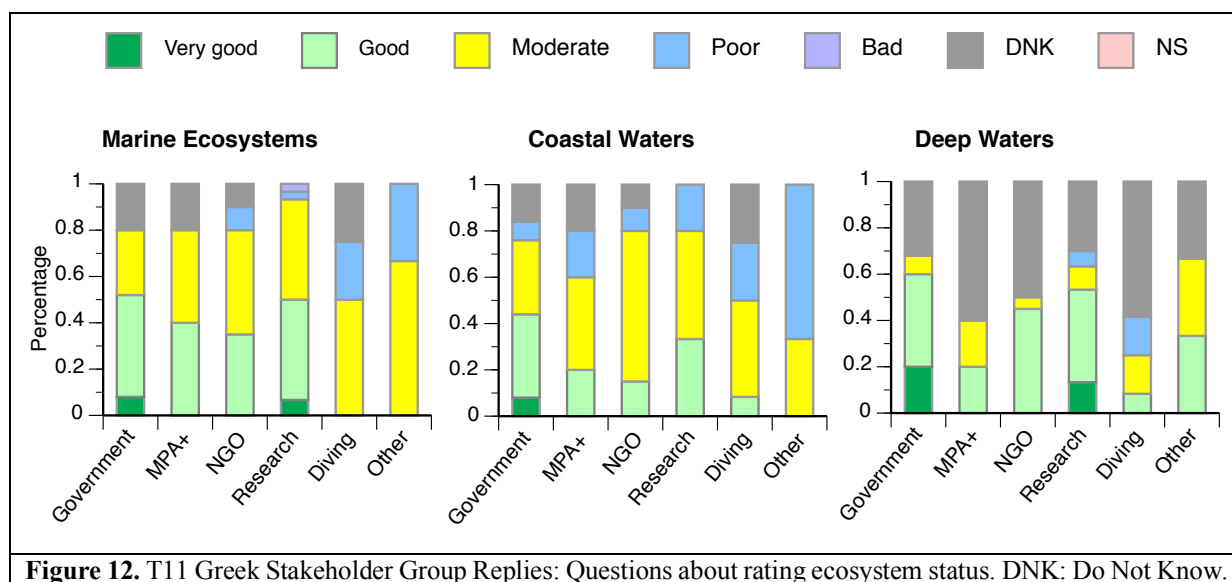 Very good Good Moderate Poor Bad DNK NS
Marine Ecosystems Coastal Waters Deep Waters
Percentage
1 0.8 0.6 0.4 0.2 0
Government MPA+ NGO Research Diving Other
1 0.8 0.6 0.4 0.2 0
Government MPA+ NGO Research Diving Other
1 0.8 0.6 0.4 0.2 0
Government MPA+ NGO Research Diving Other
Figure 12. T11 Greek Stakeholder Group Replies: Questions About rating ecosystem status. DNK: Do Not Know,